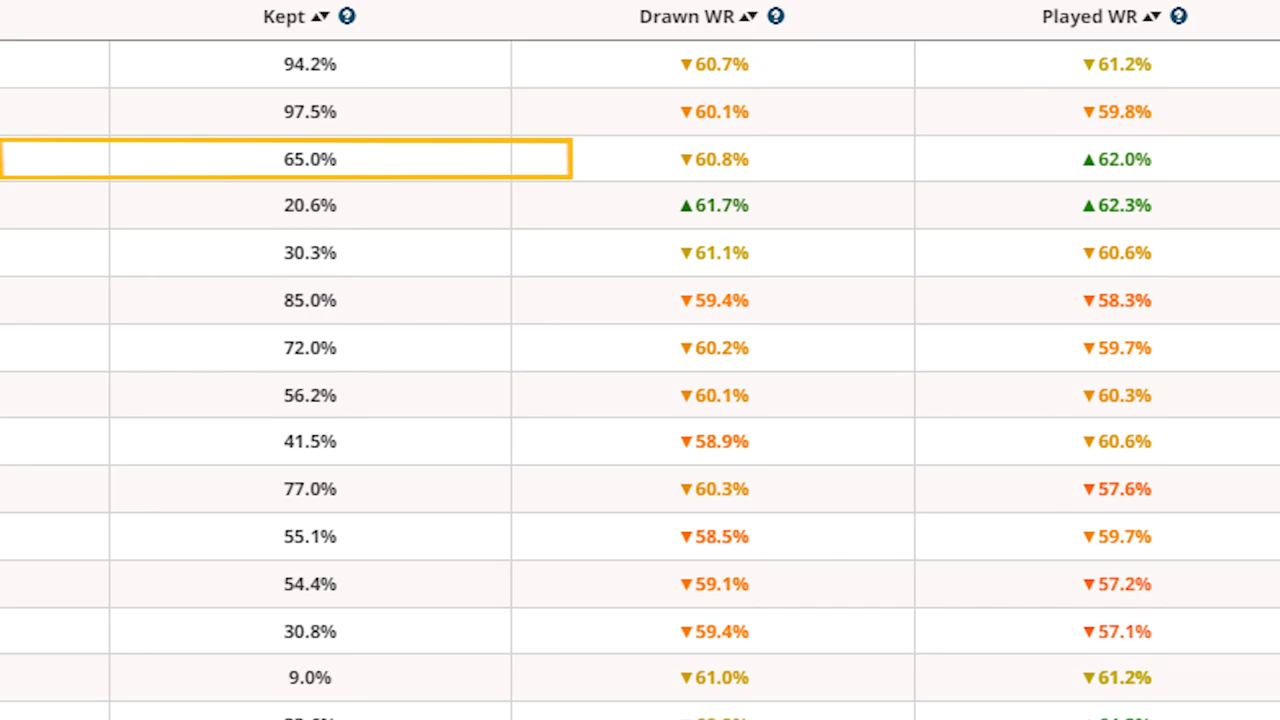 Kept ▲▼ ? Drawn WR ▲▼ ? Played WR ▲▼ ?
94.2% ▼60.7% ▼61.2%
97.5% ▼60.1% ▼59.8%
65.0% ▼60.8% ▲62.0%
20.6% ▲61.7% ▲62.3%
30.3% ▼61.1% ▼60.6%
85.0% ▼59.4% ▼58.3%
72.0% ▼60.2% ▼59.7%
56.2% ▼60.1% ▼60.3%
41.5% ▼58.9% ▼60.6%
77.0% ▼60.3% ▼57.6%
55.1% ▼58.5% ▼59.7%
54.4% ▼59.1% ▼57.2%
30.8% ▼59.4% ▼57.1%
9.0% ▼61.0% ▼61.2%